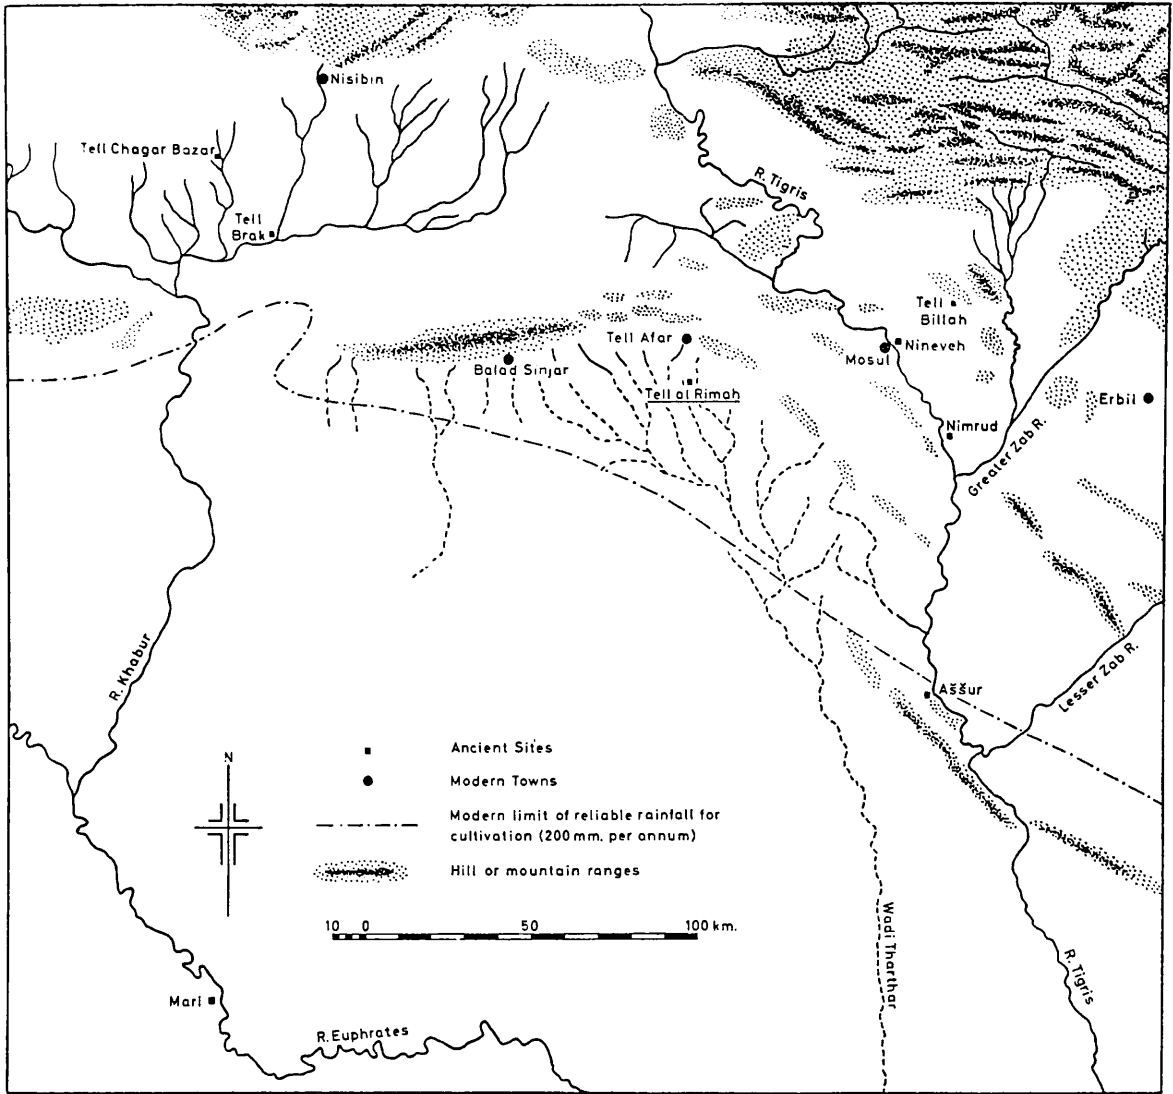 Nisibin
Tell Chagar Bazar
R. Tigris
Tell
Brak
Tell
Billah
Tell Afar
Nineveh
Mosul
Balad Sinjar
Tell al Rimah
Erbil
Nimrud
Greater Zab R.
R. Khabur
Lesser Zab R.
Aššur
N
Ancient Sites
Modern Towns
Modern limit of reliable rainfall for
cultivation (200 mm. per annum)
Hill or mountain ranges
10 0 50 100 km.
Wadi Tharthar
R. Tigris
Mari
R. Euphrates